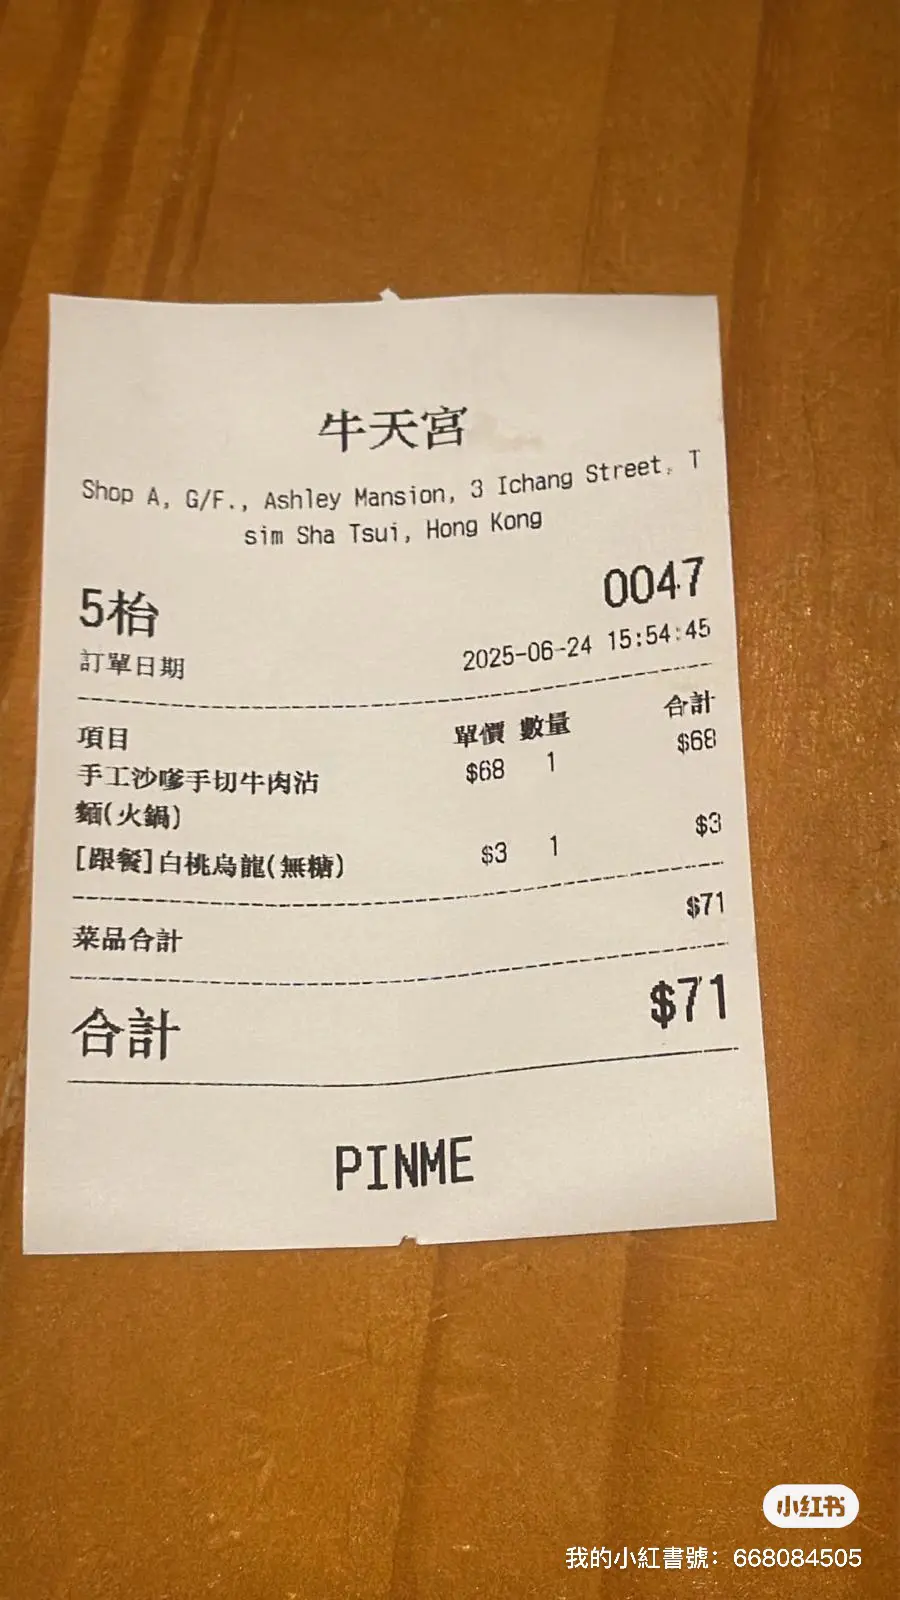 牛天宮
Shop A, G/F., Ashley Mansion, 3 Ichang Street, T
sim Sha Tsui, Hong Kong
5枱 0047
訂單日期 2025-06-24 15:54:45
項目 單價 數量 合計
手工沙嗲手切牛肉沾 $68 1 $68
麵(火鍋)
[跟餐]白桃烏龍(無糖) $3 1 $3
菜品合計 $71
合計 $71
PINME
小红书
我的小紅書號：668084505